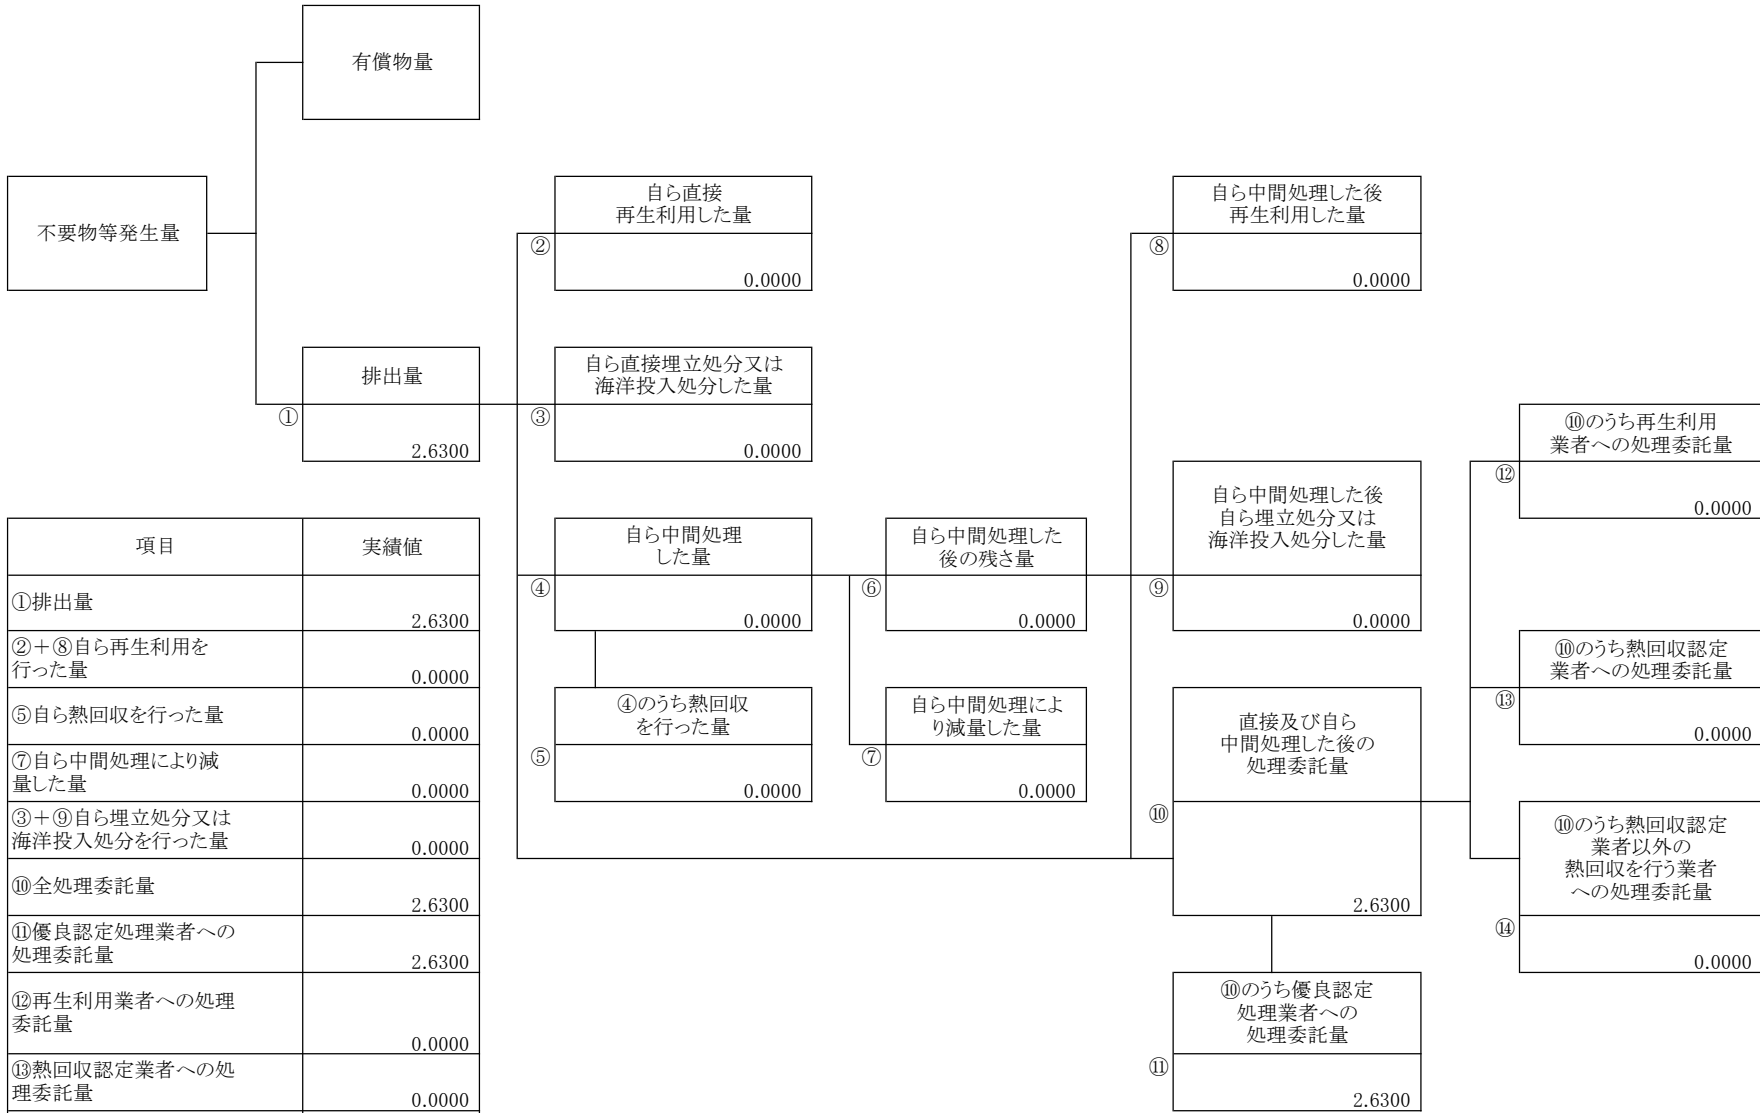 有償物量
不要物等発生量
自ら直接
再生利用した量
②
0.0000
自ら中間処理した後
再生利用した量
⑧
0.0000
排出量
①
2.6300
自ら直接埋立処分又は
海洋投入処分した量
③
0.0000
⑩のうち再生利用
業者への処理委託量
⑫
0.0000
自ら中間処理
した量
④
0.0000
自ら中間処理した
後の残さ量
⑥
0.0000
自ら中間処理した後
自ら埋立処分又は
海洋投入処分した量
⑨
0.0000
⑩のうち熱回収認定
業者への処理委託量
⑬
0.0000
④のうち熱回収
を行った量
⑤
0.0000
自ら中間処理によ
り減量した量
⑦
0.0000
直接及び自ら
中間処理した後の
処理委託量
⑩
2.6300
⑩のうち熱回収認定
業者以外の
熱回収を行う業者
への処理委託量
⑭
0.0000
⑩のうち優良認定
処理業者への
処理委託量
⑪
2.6300
項目 実績値
①排出量
2.6300
②+⑧自ら再生利用を
行った量
0.0000
⑤自ら熱回収を行った量
0.0000
⑦自ら中間処理により減
量した量
0.0000
③+⑨自ら埋立処分又は
海洋投入処分を行った量
0.0000
⑩全処理委託量
2.6300
⑪優良認定処理業者への
処理委託量
2.6300
⑫再生利用業者への処理
委託量
0.0000
⑬熱回収認定業者への処
理委託量
0.0000